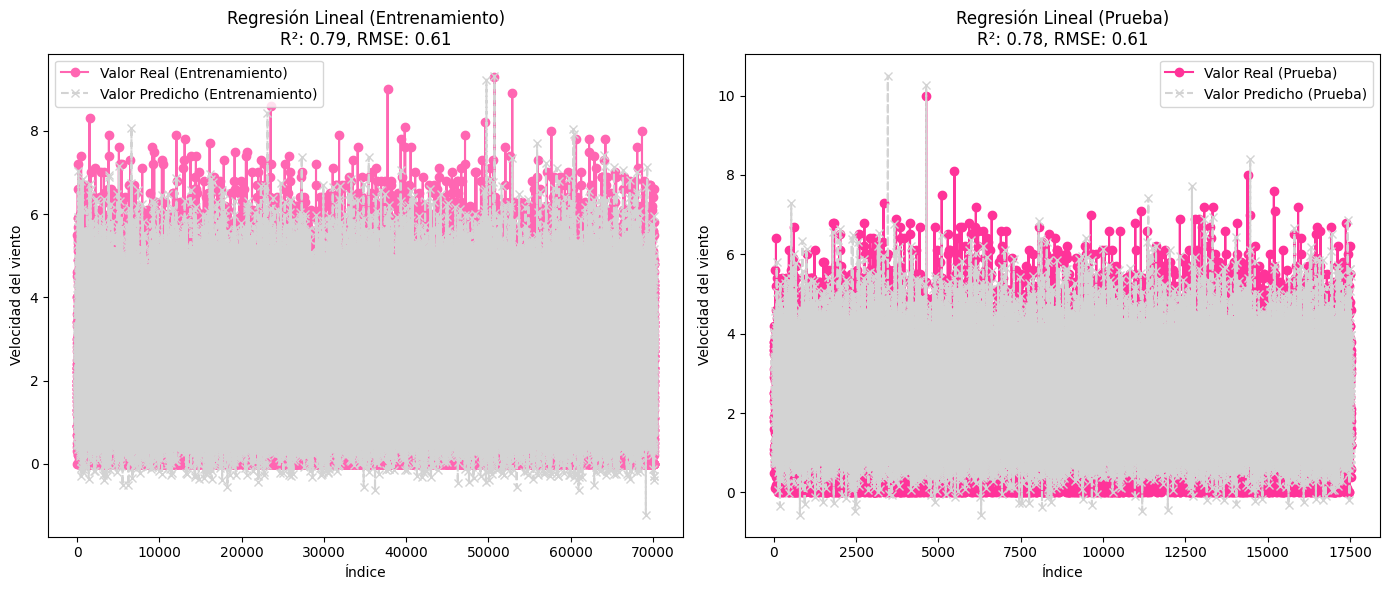 Regresión Lineal (Entrenamiento)
R²: 0.79, RMSE: 0.61
Valor Real (Entrenamiento)
Valor Predicho (Entrenamiento)
Velocidad del viento
8
6
4
2
0
0 10000 20000 30000 40000 50000 60000 70000
Índice
Regresión Lineal (Prueba)
R²: 0.78, RMSE: 0.61
Valor Real (Prueba)
Valor Predicho (Prueba)
Velocidad del viento
10
8
6
4
2
0
0 2500 5000 7500 10000 12500 15000 17500
Índice